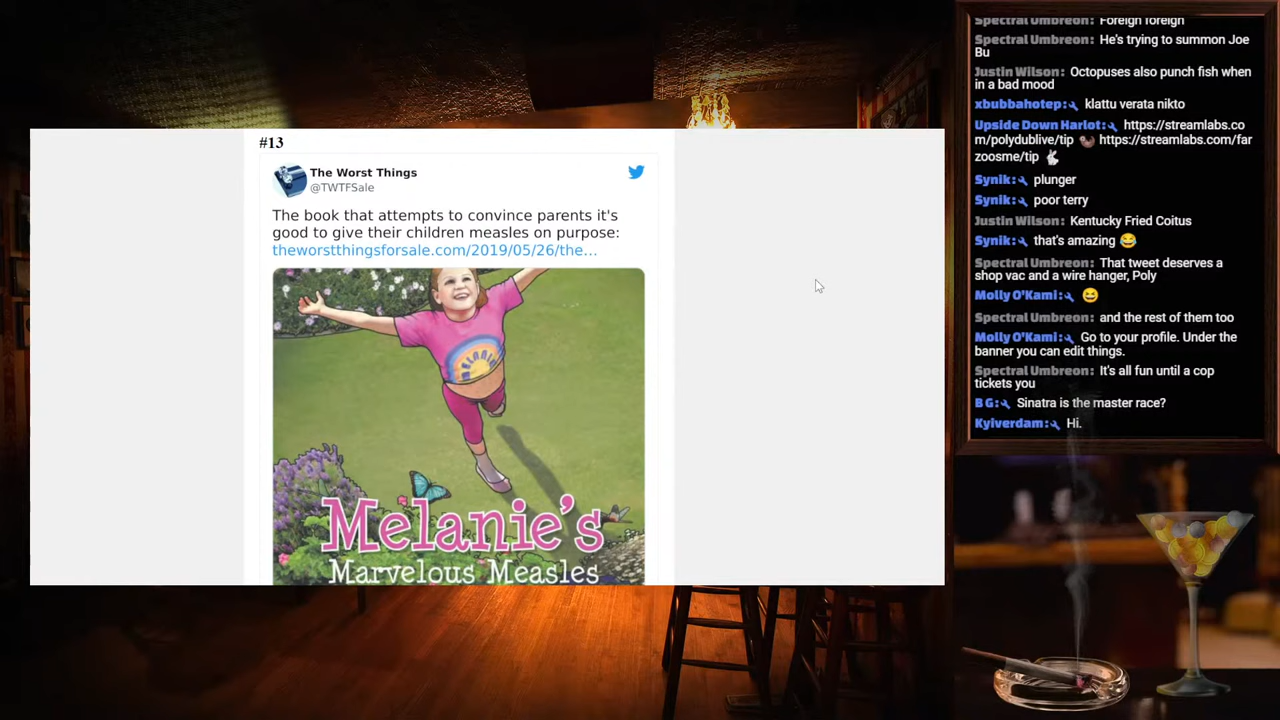 #13
The Worst Things
@TWTFSale
The book that attempts to convince parents it's
good to give their children measles on purpose:
theworstthingsforsale.com/2019/05/26/the…
MELANIE
Melanie's
Marvelous Measles
Spectral Umbreon: Foreign foreign
Spectral Umbreon: He's trying to summon Joe
Bu
Justin Wilson: Octopuses also punch fish when
in a bad mood
xbubbahotep: klattu verata nikto
Upside Down Harlot: https://streamlabs.co
m/polydublive/tip 🦦 https://streamlabs.com/far
zoosme/tip 🐇
Synik: plunger
Synik: poor terry
Justin Wilson: Kentucky Fried Coitus
Synik: that's amazing 😂
Spectral Umbreon: That tweet deserves a
shop vac and a wire hanger, Poly
Molly O'Kami: 😆
Spectral Umbreon: and the rest of them too
Molly O'Kami: Go to your profile. Under the
banner you can edit things.
Spectral Umbreon: It's all fun until a cop
tickets you
B G: Sinatra is the master race?
Kyiverdam: Hi.